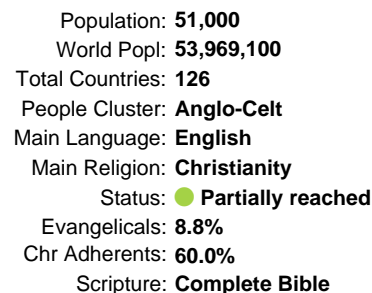 Population: 51,000
World Popl: 53,969,100
Total Countries: 126
People Cluster: Anglo-Celt
Main Language: English
Main Religion: Christianity
Status: Partially reached
Evangelicals: 8.8%
Chr Adherents: 60.0%
Scripture: Complete Bible